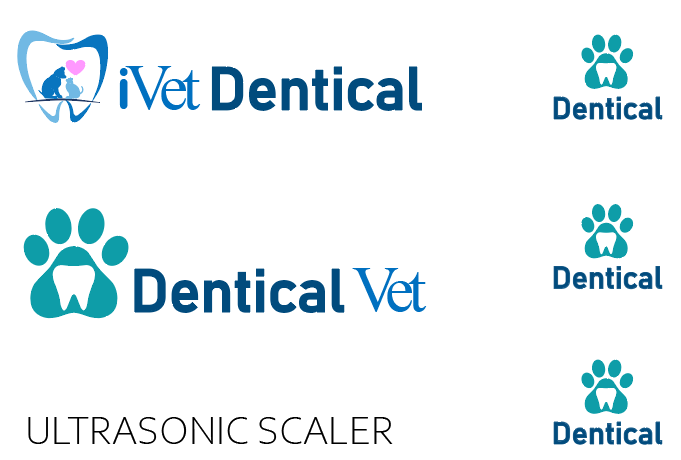 iVet Dentical
Dentical
Dentical Vet
Dentical
ULTRASONIC SCALER
Dentical